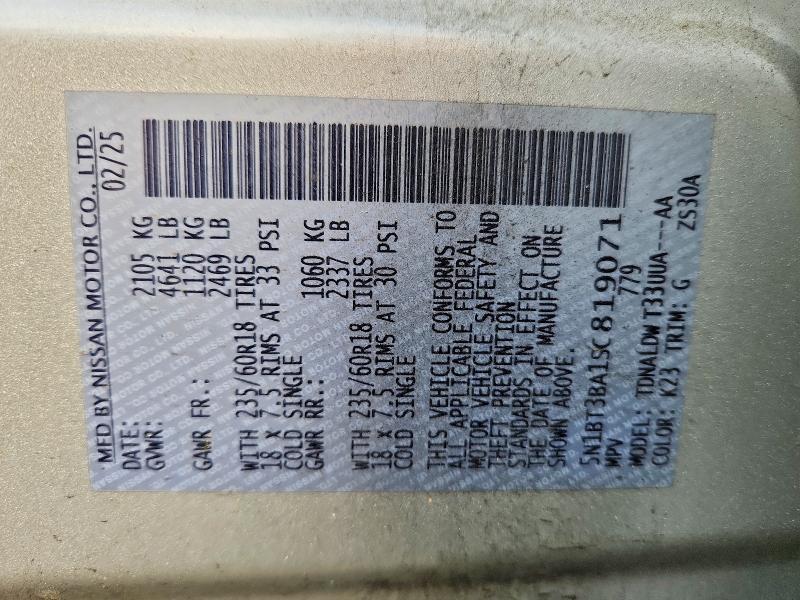 MFD BY NISSAN MOTOR CO., LTD.
DATE: 02/25
GVWR: 2105 KG
4641 LB
GAWR FR.: 1120 KG
2469 LB
WITH 235/60R18 TIRES
18 x 7.5 RIMS AT 33 PSI
COLD SINGLE
GAWR RR.: 1060 KG
2337 LB
WITH 235/60R18 TIRES
18 x 7.5 RIMS AT 30 PSI
COLD SINGLE
THIS VEHICLE CONFORMS TO
ALL APPLICABLE FEDERAL
MOTOR VEHICLE SAFETY AND
THEFT PREVENTION
STANDARDS IN EFFECT ON
THE DATE OF MANUFACTURE
SHOWN ABOVE.
5N1BT3BA1SC819071
MPV 779
MODEL: TDNALDWT33UUA---AA
COLOR: K23 TRIM: G ZS30A